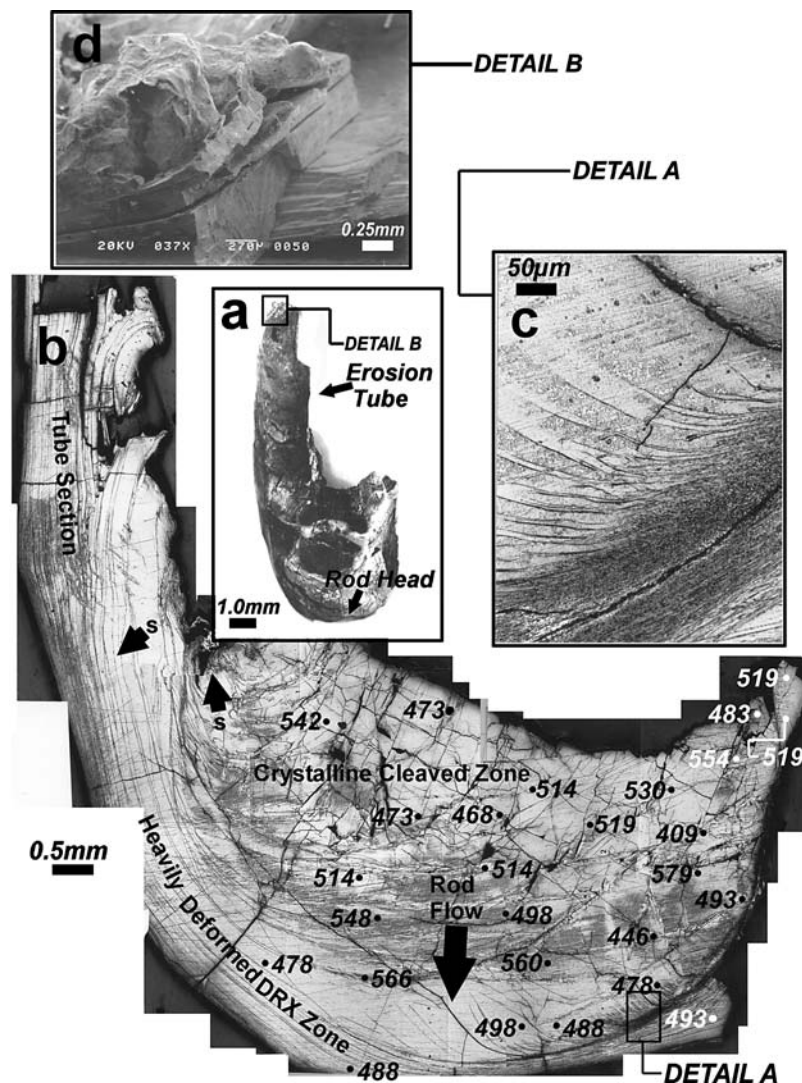 d
DETAIL B
DETAIL A
0.25mm
20KV 037X 270µ 0050
50µm
a
b
c
DETAIL B
Erosion
Tube
Tube Section
Rod Head
1.0mm
s
s
519
483
473
542
554
519
Crystalline Cleaved Zone
514
530
473
468
519
409
0.5mm
514
514
579
Rod
Flow
493
548
498
446
Heavily Deformed DRX Zone
478
566
560
478
498
488
493
488
DETAIL A